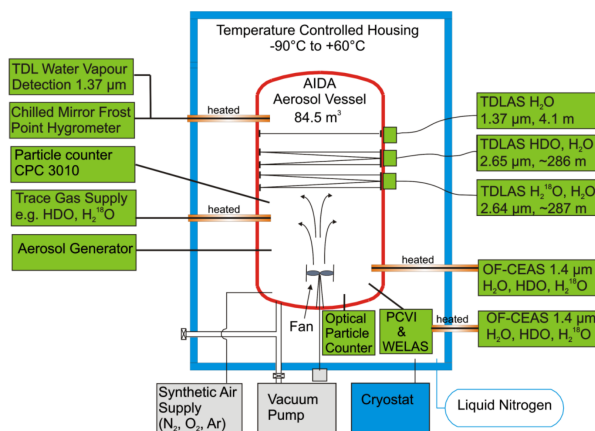 Temperature Controlled Housing
-90°C to +60°C
AIDA
Aerosol Vessel
84.5 m³
TDL Water Vapour
Detection 1.37 µm
Chilled Mirror Frost
Point Hygrometer
heated
Particle counter
CPC 3010
Trace Gas Supply
e.g. HDO, H₂¹⁸O
heated
Aerosol Generator
TDLAS H₂O
1.37 µm, 4.1 m
TDLAS HDO, H₂O
2.65 µm, ~286 m
TDLAS H₂¹⁸O, H₂O
2.64 µm, ~287 m
heated
OF-CEAS 1.4 µm
H₂O, HDO, H₂¹⁸O
heated
OF-CEAS 1.4 µm
H₂O, HDO, H₂¹⁸O
Fan
Optical
Particle
Counter
PCVI
&
WELAS
Synthetic Air
Supply
(N₂, O₂, Ar)
Vacuum
Pump
Cryostat
Liquid Nitrogen